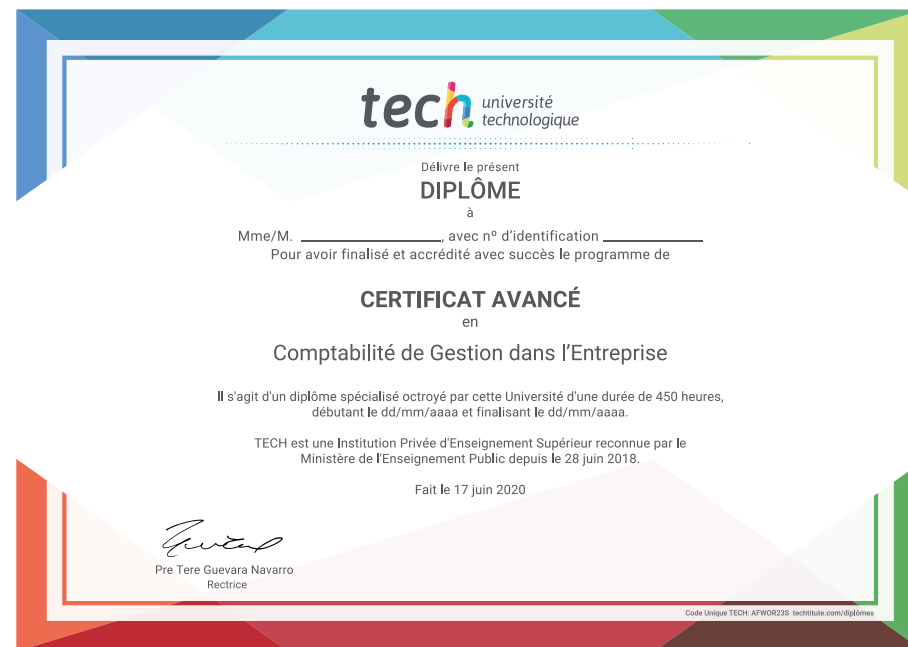 tech université
technologique
Délivre le présent
DIPLÔME
à
Mme/M. ____________________, avec nº d'identification ______________
Pour avoir finalisé et accrédité avec succès le programme de
CERTIFICAT AVANCÉ
en
Comptabilité de Gestion dans l'Entreprise
Il s'agit d'un diplôme spécialisé octroyé par cette Université d'une durée de 450 heures,
débutant le dd/mm/aaaa et finalisant le dd/mm/aaaa.
TECH est une Institution Privée d'Enseignement Supérieur reconnue par le
Ministère de l'Enseignement Public depuis le 28 juin 2018.
Fait le 17 juin 2020
Pre Tere Guevara Navarro
Rectrice
Code Unique TECH: AFWOR23S techtitute.com/diplômes